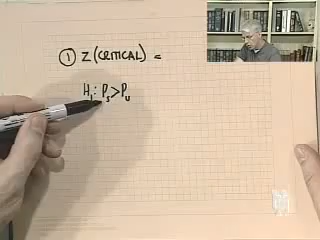 ① Z (CRITICAL) =
H₁: Pₛ > Pᵤ